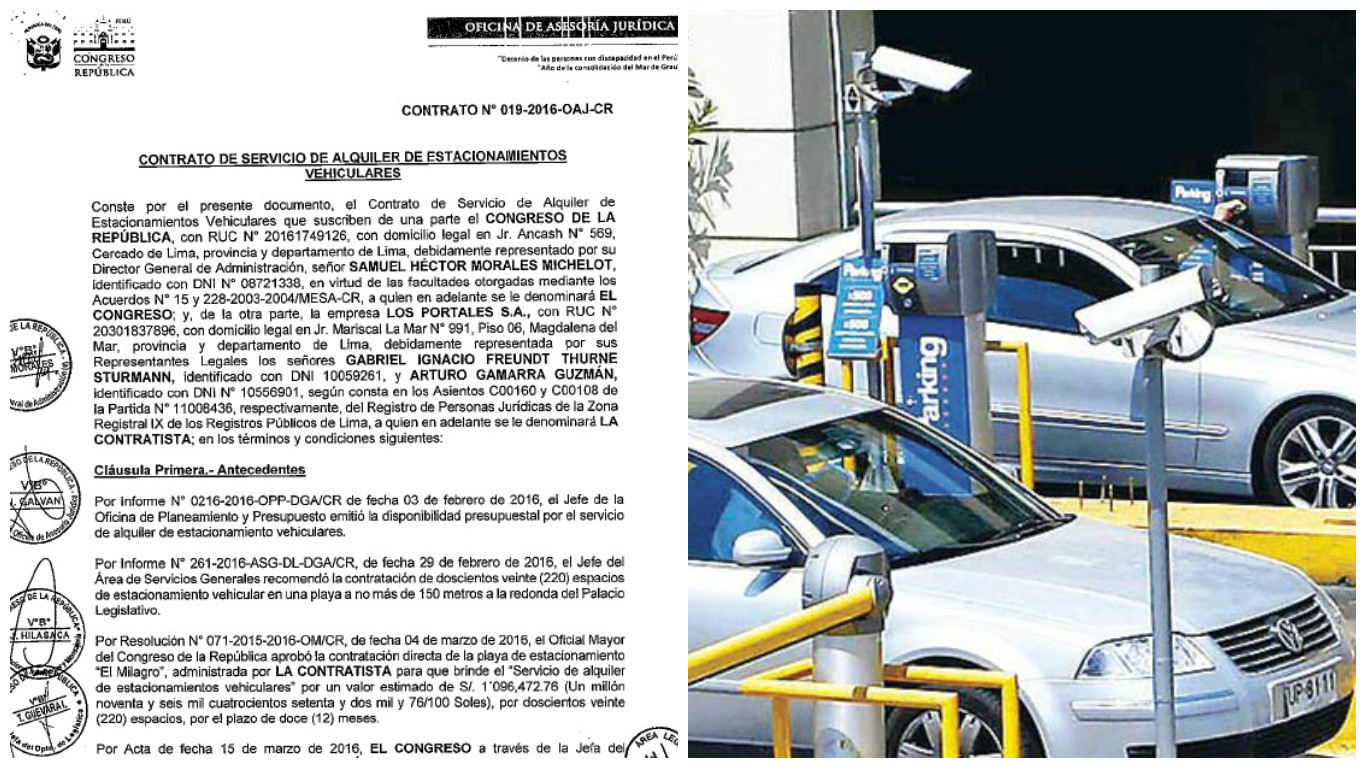 PERÚ
CONGRESO
de la
REPÚBLICA
OFICINA DE ASESORÍA JURÍDICA
"Decenio de las personas con discapacidad en el Perú
"Año de la consolidación del Mar de Grau
CONTRATO N° 019-2016-OAJ-CR
CONTRATO DE SERVICIO DE ALQUILER DE ESTACIONAMIENTOS
VEHICULARES
Conste por el presente documento, el Contrato de Servicio de Alquiler de
Estacionamientos Vehiculares que suscriben de una parte el CONGRESO DE LA
REPÚBLICA, con RUC N° 20161749126, con domicilio legal en Jr. Ancash N° 569,
Cercado de Lima, provincia y departamento de Lima, debidamente representado por su
Director General de Administración, señor SAMUEL HÉCTOR MORALES MICHELOT,
identificado con DNI N° 08721338, en virtud de las facultades otorgadas mediante los
Acuerdos N° 15 y 228-2003-2004/MESA-CR, a quien en adelante se le denominará EL
CONGRESO; y, de la otra parte, la empresa LOS PORTALES S.A., con RUC N°
20301837896, con domicilio legal en Jr. Mariscal La Mar N° 991, Piso 06, Magdalena del
Mar, provincia y departamento de Lima, debidamente representada por sus
Representantes Legales los señores GABRIEL IGNACIO FREUNDT THURNE
STURMANN, identificado con DNI 10059261, y ARTURO GAMARRA GUZMÁN,
identificado con DNI N° 10556901, según consta en los Asientos C00160 y C00108 de
la Partida N° 11008436, respectivamente, del Registro de Personas Jurídicas de la Zona
Registral IX de los Registros Públicos de Lima, a quien en adelante se le denominará LA
CONTRATISTA; en los términos y condiciones siguientes:
Cláusula Primera.- Antecedentes
Por Informe N° 0216-2016-OPP-DGA/CR de fecha 03 de febrero de 2016, el Jefe de la
Oficina de Planeamiento y Presupuesto emitió la disponibilidad presupuestal por el servicio
de alquiler de estacionamiento vehiculares.
Por Informe N° 261-2016-ASG-DL-DGA/CR, de fecha 29 de febrero de 2016, el Jefe del
Área de Servicios Generales recomendó la contratación de doscientos veinte (220) espacios
de estacionamiento vehicular en una playa a no más de 150 metros a la redonda del Palacio
Legislativo.
Por Resolución N° 071-2015-2016-OM/CR, de fecha 04 de marzo de 2016, el Oficial Mayor
del Congreso de la República aprobó la contratación directa de la playa de estacionamiento
"El Milagro", administrada por LA CONTRATISTA para que brinde el "Servicio de alquiler
de estacionamientos vehiculares" por un valor estimado de S/. 1'096,472.76 (Un millón
noventa y seis mil cuatrocientos setenta y dos mil y 76/100 Soles), por doscientos veinte
(220) espacios, por el plazo de doce (12) meses.
Por Acta de fecha 15 de marzo de 2016, EL CONGRESO a través de la Jefa del
V°B°
MORALES
V°B°
GALVAN
V°B°
J. HILASACA
V°B°
T. GUEVARA
AREA LEG
Parking
Parking
$500
$500
Parking
UP·8111